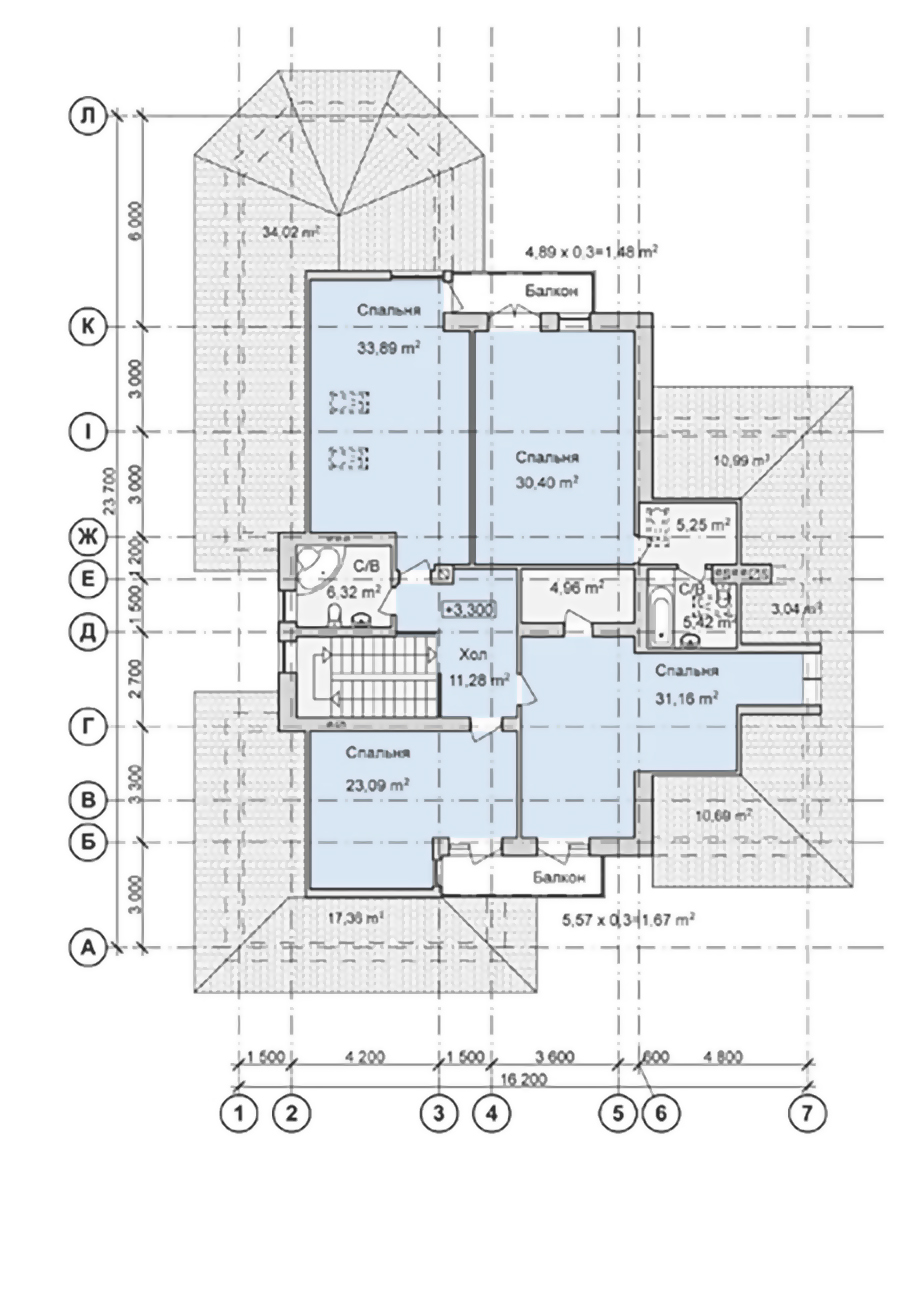 Л
34,02 m²
6 000
4,89 x 0,3=1,48 m²
Балкон
К
Спальня
33,89 m²
3 000
І
Спальня
30,40 m²
10,99 m²
3 000
23 700
Ж
5,25 m²
1 200
Е
С/В
6,32 m²
4,96 m²
С/В
5,42 m²
3,04 m²
+3,300
1 500
Д
Хол
11,28 m²
Спальня
31,16 m²
2 700
Г
Спальня
23,09 m²
3 300
В
10,69 m²
Б
Балкон
3 000
17,36 m²
5,57 x 0,3=1,67 m²
А
1 500
4 200
1 500
3 600
600
4 800
16 200
1
2
3
4
5
6
7